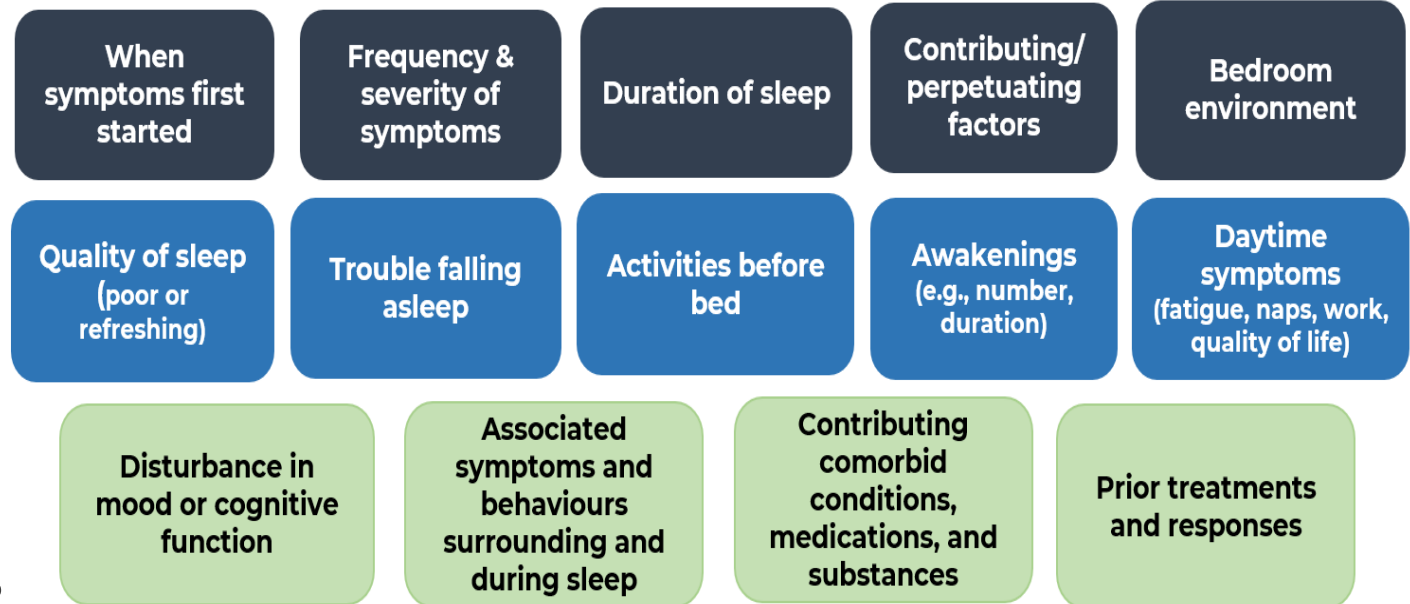 When
symptoms first
started
Frequency &
severity of
symptoms
Duration of sleep
Contributing/
perpetuating
factors
Bedroom
environment
Quality of sleep
(poor or
refreshing)
Trouble falling
asleep
Activities before
bed
Awakenings
(e.g., number,
duration)
Daytime
symptoms
(fatigue, naps, work,
quality of life)
Disturbance in
mood or cognitive
function
Associated
symptoms and
behaviours
surrounding and
during sleep
Contributing
comorbid
conditions,
medications, and
substances
Prior treatments
and responses